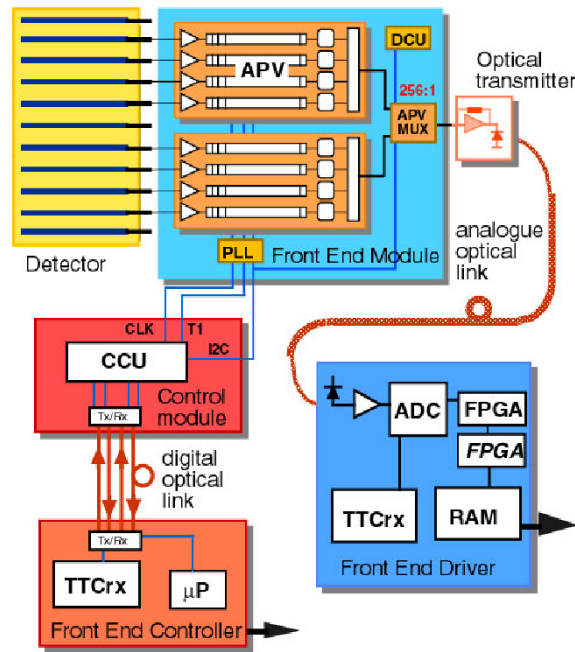 DCU
Optical
transmitter
APV
256:1
APV
MUX
PLL
Front End Module
Detector
analogue
optical
link
CLK
T1
I2C
CCU
Control
module
Tx/Rx
digital
optical
link
ADC
FPGA
FPGA
TTCrx
RAM
Front End Driver
Tx/Rx
TTCrx
µP
Front End Controller